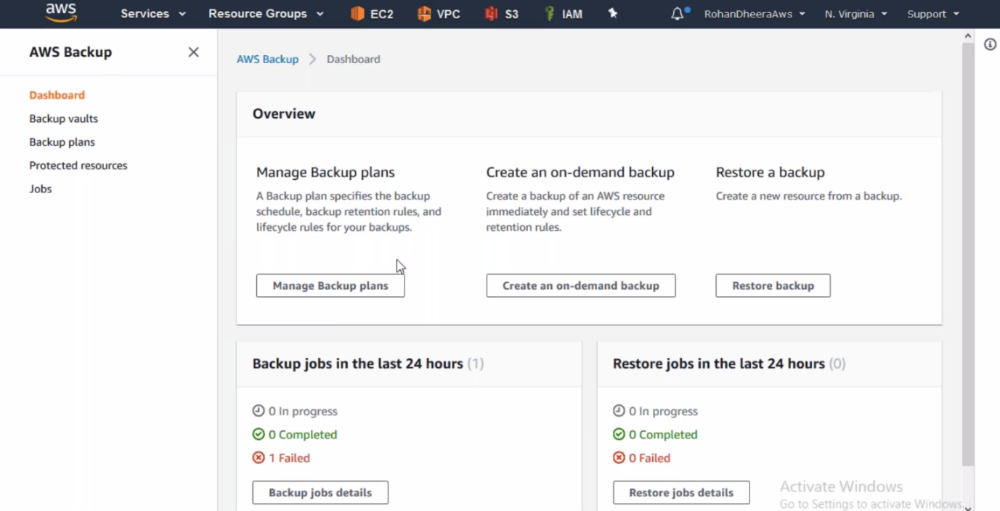 aws Services Resource Groups EC2 VPC S3 IAM RohanDheeraAws N. Virginia Support
AWS Backup
Dashboard
Backup vaults
Backup plans
Protected resources
Jobs
AWS Backup Dashboard
Overview
Manage Backup plans
A Backup plan specifies the backup
schedule, backup retention rules, and
lifecycle rules for your backups.
Manage Backup plans
Create an on-demand backup
Create a backup of an AWS resource
immediately and set lifecycle and
retention rules.
Create an on-demand backup
Restore a backup
Create a new resource from a backup.
Restore backup
Backup jobs in the last 24 hours (1)
0 In progress
0 Completed
1 Failed
Backup jobs details
Restore jobs in the last 24 hours (0)
0 In progress
0 Completed
0 Failed
Restore jobs details
Activate Windows
Go to Settings to activate Windows.